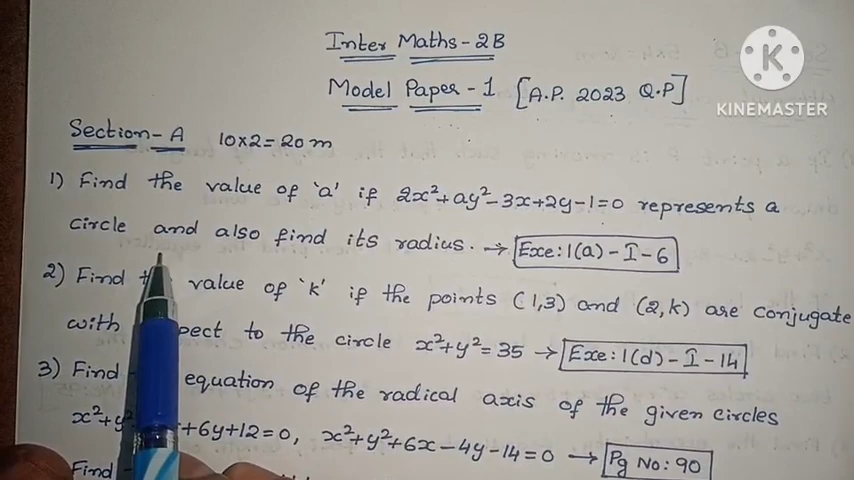 Inter Maths-2B
Model Paper-1 [A.P. 2023 Q.P]
KINEMASTER
Section-A 10×2=20m
1) Find the value of 'a' if 2x²+ay²-3x+2y-1=0 represents a
circle and also find its radius. → Exe: 1(a)-I-6
2) Find value of 'k' if the points (1,3) and (2,k) are conjugate
with to the circle x²+y²=35 → Exe: 1(d)-I-14
3) Find equation of the radical axis of the given circles
x²+y² +6y+12=0, x²+y²+6x-4y-14=0 → Pg No: 90
Find